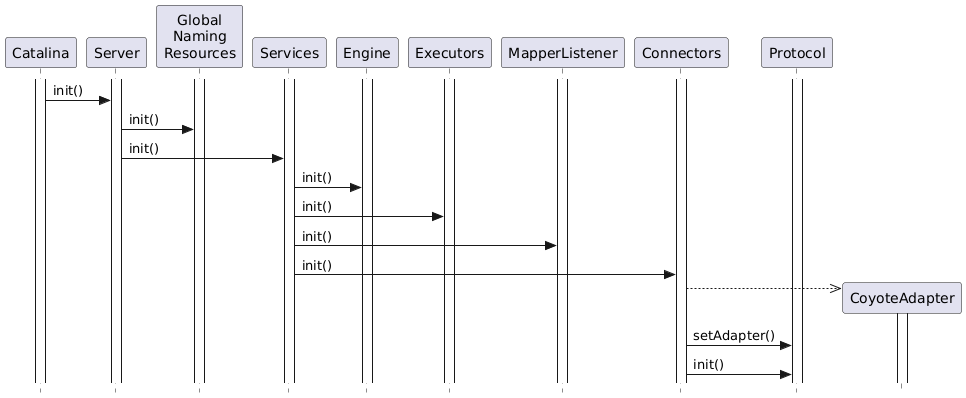 Global
Naming
Resources
Catalina
Server
Services
Engine
Executors
MapperListener
Connectors
Protocol
init()
init()
init()
init()
init()
init()
init()
CoyoteAdapter
setAdapter()
init()